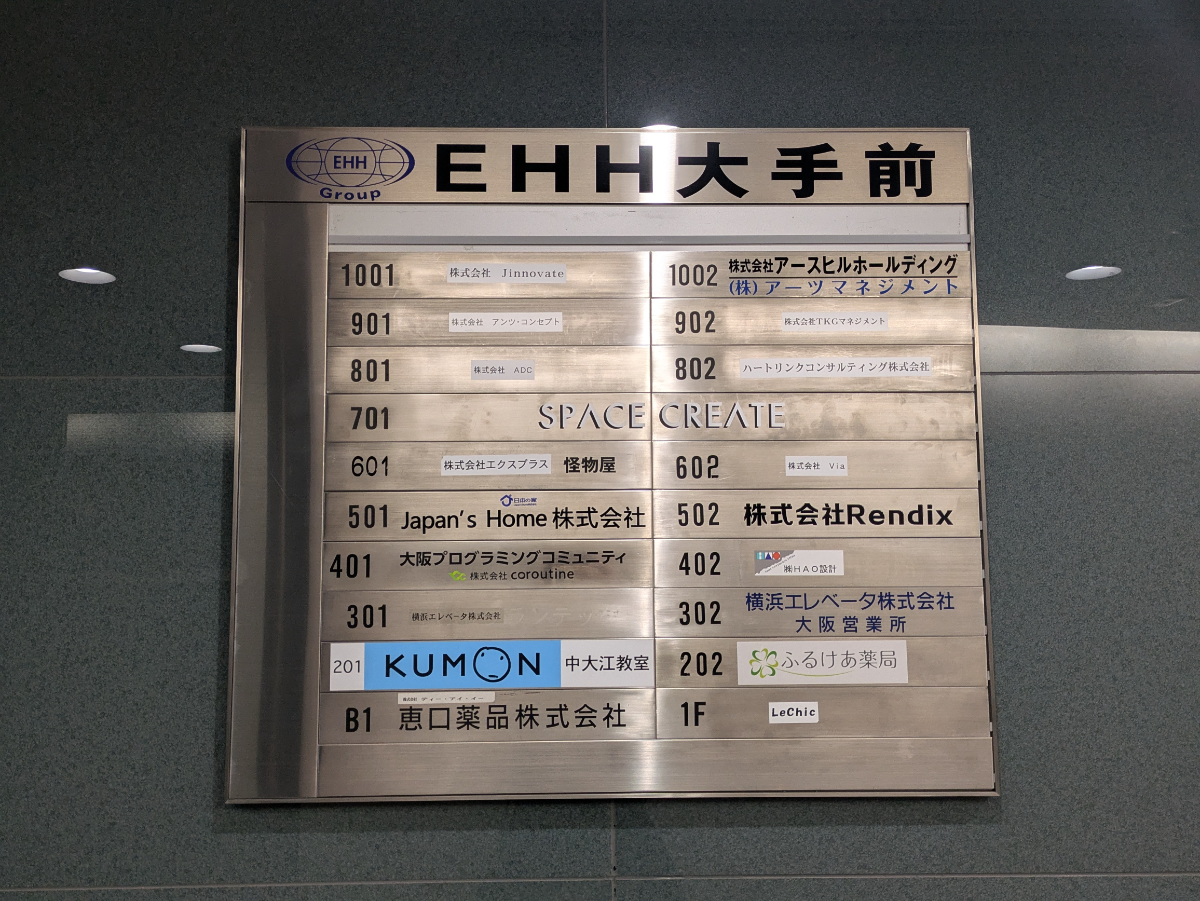 EHH
Group
EHH大手前
1001 株式会社 Jinnovate
1002 株式会社アースヒルホールディング
(株)アーツマネジメント
901 株式会社 アンツ・コンセプト
902 株式会社TKGマネジメント
801 株式会社 ADC
802 ハートリンクコンサルティング株式会社
701 SPACE CREATE
601 株式会社エクスプラス 怪物屋
602 株式会社 Via
501 Japan's Home 株式会社
502 株式会社Rendix
401 大阪プログラミングコミュニティ
株式会社 coroutine
402 ㈱HAO設計
301 横浜エレベータ株式会社
302 横浜エレベータ株式会社
大阪営業所
201 KUMON 中大江教室
202 ふるけあ薬局
B1 恵口薬品株式会社
1F LeChic